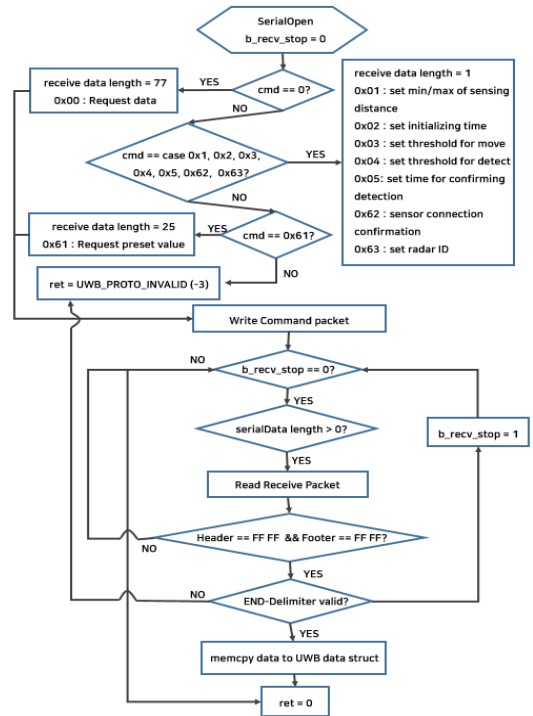 SerialOpen
b_recv_stop = 0
receive data length = 77
0x00 : Request data
YES
cmd == 0?
NO
receive data length = 1
0x01 : set min/max of sensing
distance
0x02 : set initializing time
0x03 : set threshold for move
0x04 : set threshold for detect
0x05: set time for confirming
detection
0x62 : sensor connection
confirmation
0x63 : set radar ID
cmd == case 0x1, 0x2, 0x3,
0x4, 0x5, 0x62, 0x63?
YES
NO
receive data length = 25
0x61 : Request preset value
YES
cmd == 0x61?
NO
ret = UWB_PROTO_INVALID (-3)
Write Command packet
NO
b_recv_stop == 0?
YES
serialData length > 0?
b_recv_stop = 1
YES
Read Receive Packet
Header == FF FF && Footer == FF FF?
NO
YES
NO
END-Delimiter valid?
YES
memcpy data to UWB data struct
ret = 0